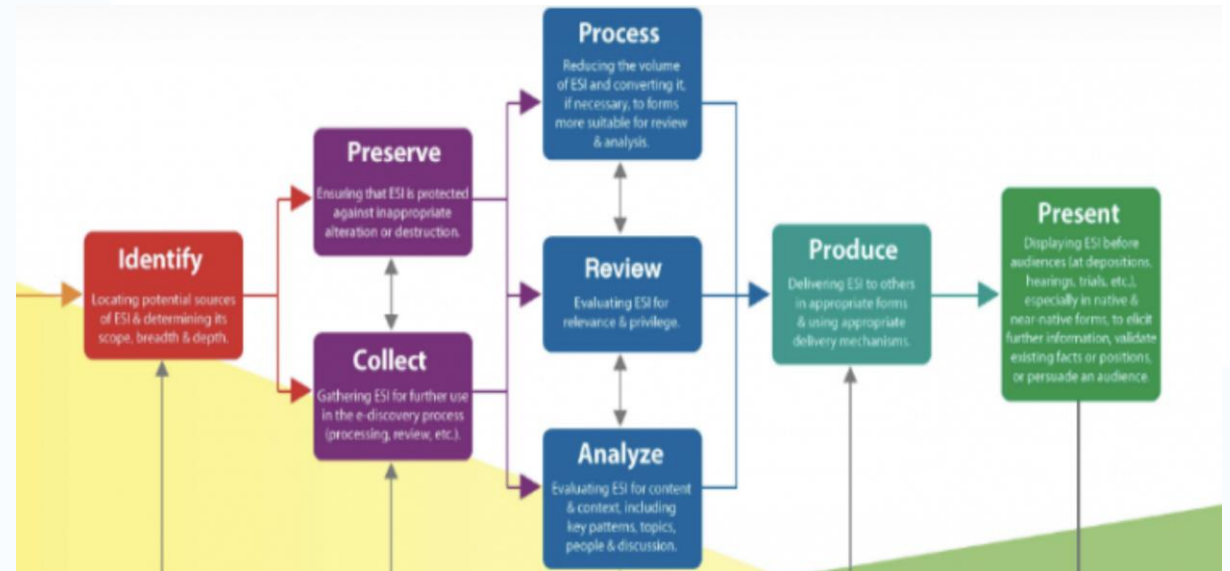 Identify
Locating potential sources
of ESI & determining its
scope, breadth & depth.
Preserve
Ensuring that ESI is protected
against inappropriate
alteration or destruction.
Collect
Gathering ESI for further use
in the e-discovery process
(processing, review, etc.).
Process
Reducing the volume
of ESI and converting it,
if necessary, to forms
more suitable for review
& analysis.
Review
Evaluating ESI for
relevance & privilege.
Analyze
Evaluating ESI for content
& context, including
key patterns, topics,
people & discussion.
Produce
Delivering ESI to others
in appropriate forms
& using appropriate
delivery mechanisms.
Present
Displaying ESI before
audiences (at depositions,
hearings, trials, etc.),
especially in native &
near-native forms, to elicit
further information, validate
existing facts or positions,
or persuade an audience.